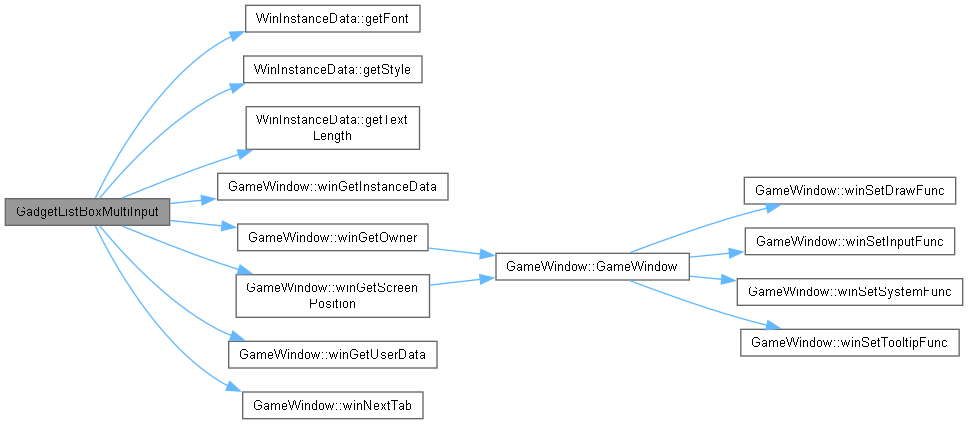 WinInstanceData::getFont
WinInstanceData::getStyle
WinInstanceData::getText
Length
GadgetListBoxMultiInput
GameWindow::winGetInstanceData
GameWindow::winGetOwner
GameWindow::winGetScreen
Position
GameWindow::winGetUserData
GameWindow::winNextTab
GameWindow::GameWindow
GameWindow::winSetDrawFunc
GameWindow::winSetInputFunc
GameWindow::winSetSystemFunc
GameWindow::winSetTooltipFunc